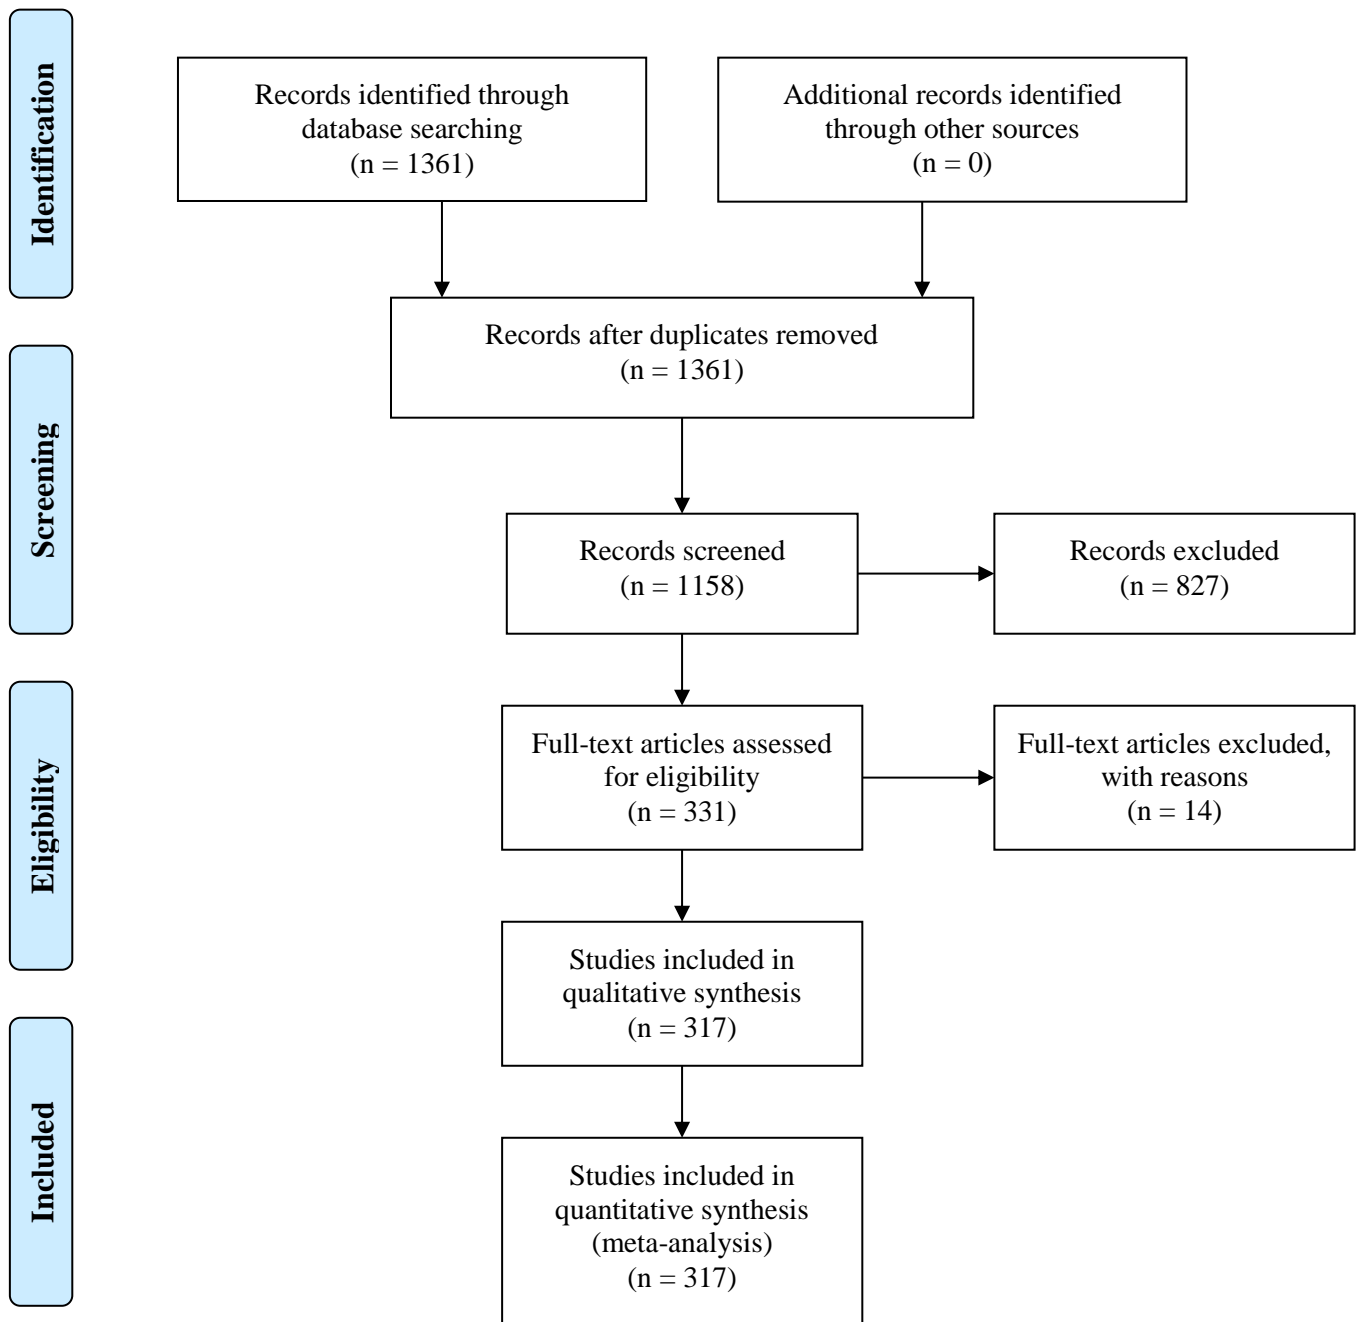 Identification
Records identified through
database searching
(n = 1361)
Additional records identified
through other sources
(n = 0)
Records after duplicates removed
(n = 1361)
Screening
Records screened
(n = 1158)
Records excluded
(n = 827)
Eligibility
Full-text articles assessed
for eligibility
(n = 331)
Full-text articles excluded,
with reasons
(n = 14)
Studies included in
qualitative synthesis
(n = 317)
Included
Studies included in
quantitative synthesis
(meta-analysis)
(n = 317)